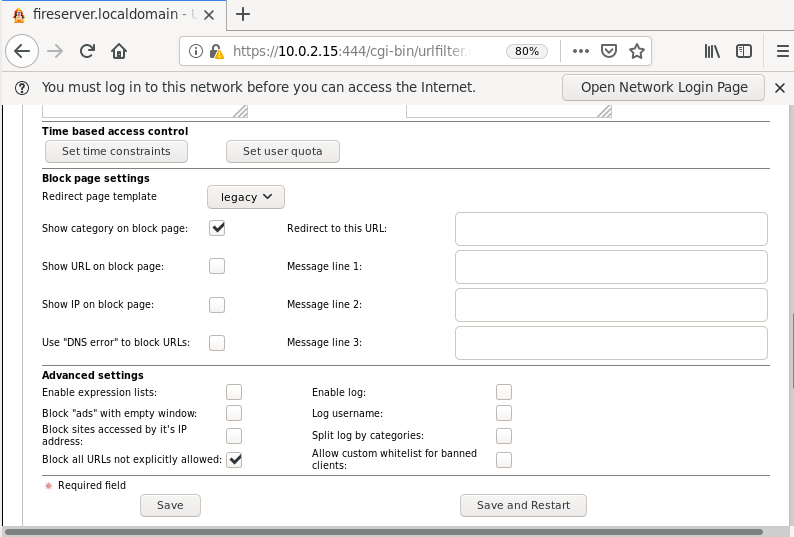 fireserver.localdomain - U
https://10.0.2.15:444/cgi-bin/urlfilter.c
80%
You must log in to this network before you can access the Internet.
Open Network Login Page
Time based access control
Set time constraints
Set user quota
Block page settings
Redirect page template
legacy
Show category on block page:
Redirect to this URL:
Show URL on block page:
Message line 1:
Show IP on block page:
Message line 2:
Use "DNS error" to block URLs:
Message line 3:
Advanced settings
Enable expression lists:
Enable log:
Block "ads" with empty window:
Log username:
Block sites accessed by it's IP
address:
Split log by categories:
Block all URLs not explicitly allowed:
Allow custom whitelist for banned
clients:
* Required field
Save
Save and Restart